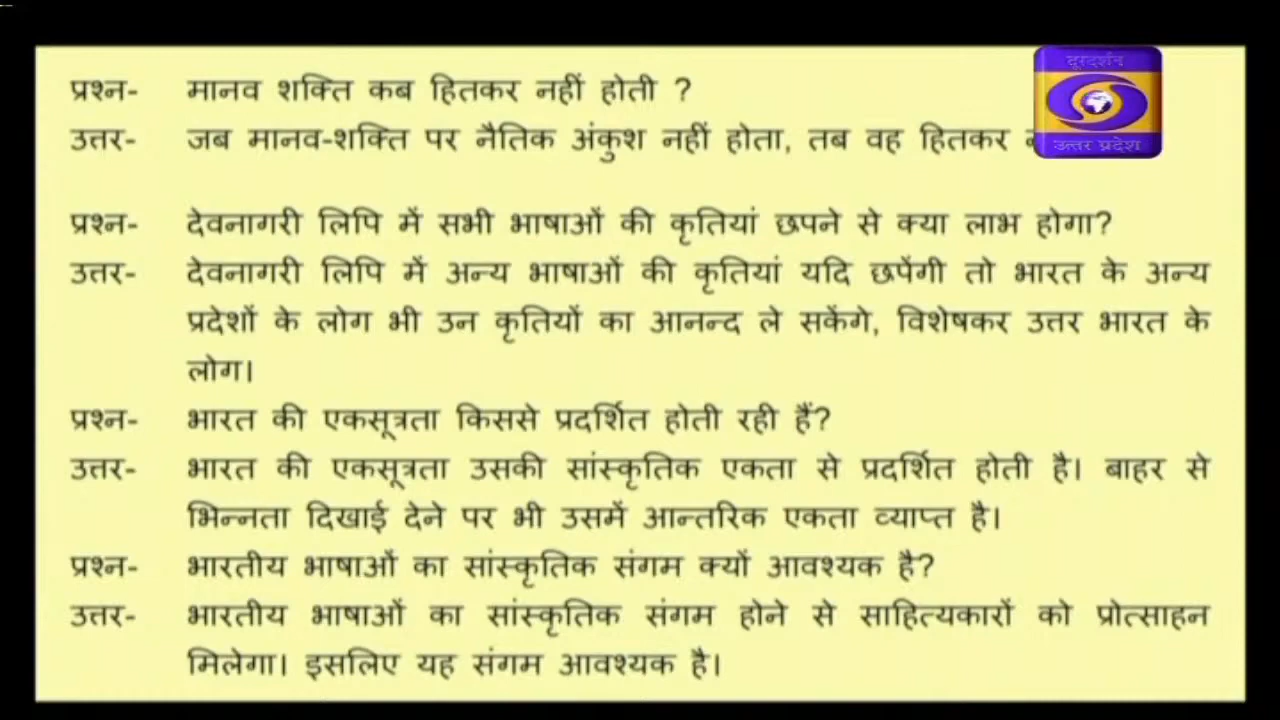 दूरदर्शन
उत्तर प्रदेश
प्रश्न- मानव शक्ति कब हितकर नहीं होती ?
उत्तर- जब मानव-शक्ति पर नैतिक अंकुश नहीं होता, तब वह हितकर
प्रश्न- देवनागरी लिपि में सभी भाषाओं की कृतियां छपने से क्या लाभ होगा?
उत्तर- देवनागरी लिपि में अन्य भाषाओं की कृतियां यदि छपेंगी तो भारत के अन्य
प्रदेशों के लोग भी उन कृतियों का आनन्द ले सकेंगे, विशेषकर उत्तर भारत के
लोग।
प्रश्न- भारत की एकसूत्रता किससे प्रदर्शित होती रही हैं?
उत्तर- भारत की एकसूत्रता उसकी सांस्कृतिक एकता से प्रदर्शित होती है। बाहर से
भिन्नता दिखाई देने पर भी उसमें आन्तरिक एकता व्याप्त है।
प्रश्न- भारतीय भाषाओं का सांस्कृतिक संगम क्यों आवश्यक है?
उत्तर- भारतीय भाषाओं का सांस्कृतिक संगम होने से साहित्यकारों को प्रोत्साहन
मिलेगा। इसलिए यह संगम आवश्यक है।